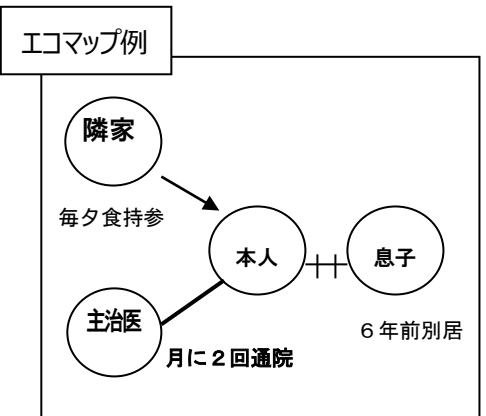 エコマップ例
隣家
毎夕食持参
本人
息子
主治医
６年前別居
月に２回通院